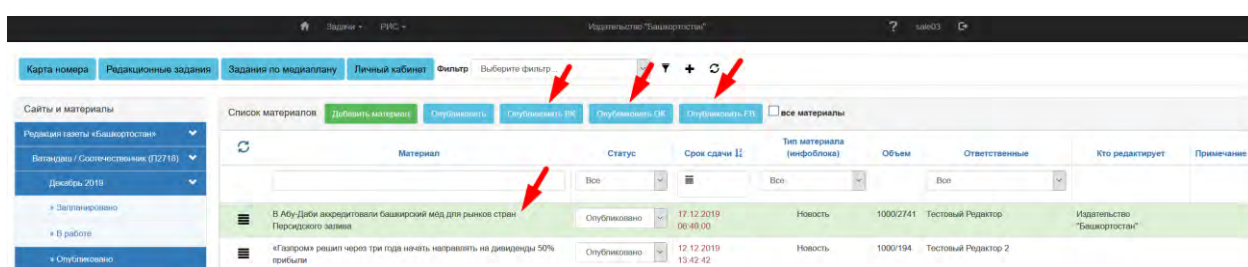 Задачи РИС Издательство "Башкортостан" ? sale03
Карта номера Редакционные задания Задания по медиаплану Личный кабинет Фильтр Выберите фильтр...
Сайты и материалы Список материалов Добавить материал Опубликовать Опубликовать ВК Опубликовать ОК Опубликовать FB все материалы
Редакция газеты «Башкортостан»
Ватандаш / Соотечественник (П2718)
Декабрь 2019
» Запланировано
» В работе
» Опубликовано
Материал Статус Срок сдачи Тип материала (инфоблока) Объем Ответственные Кто редактирует Примечание
Все Все Все
В Абу-Даби аккредитовали башкирский мед для рынков стран Персидского залива Опубликовано 17.12.2019 06:40:00 Новость 1000/2741 Тестовый Редактор Издательство "Башкортостан"
«Газпром» решил через три года начать направлять на дивиденды 50% прибыли Опубликовано 12.12.2019 13:42:42 Новость 1000/194 Тестовый Редактор 2